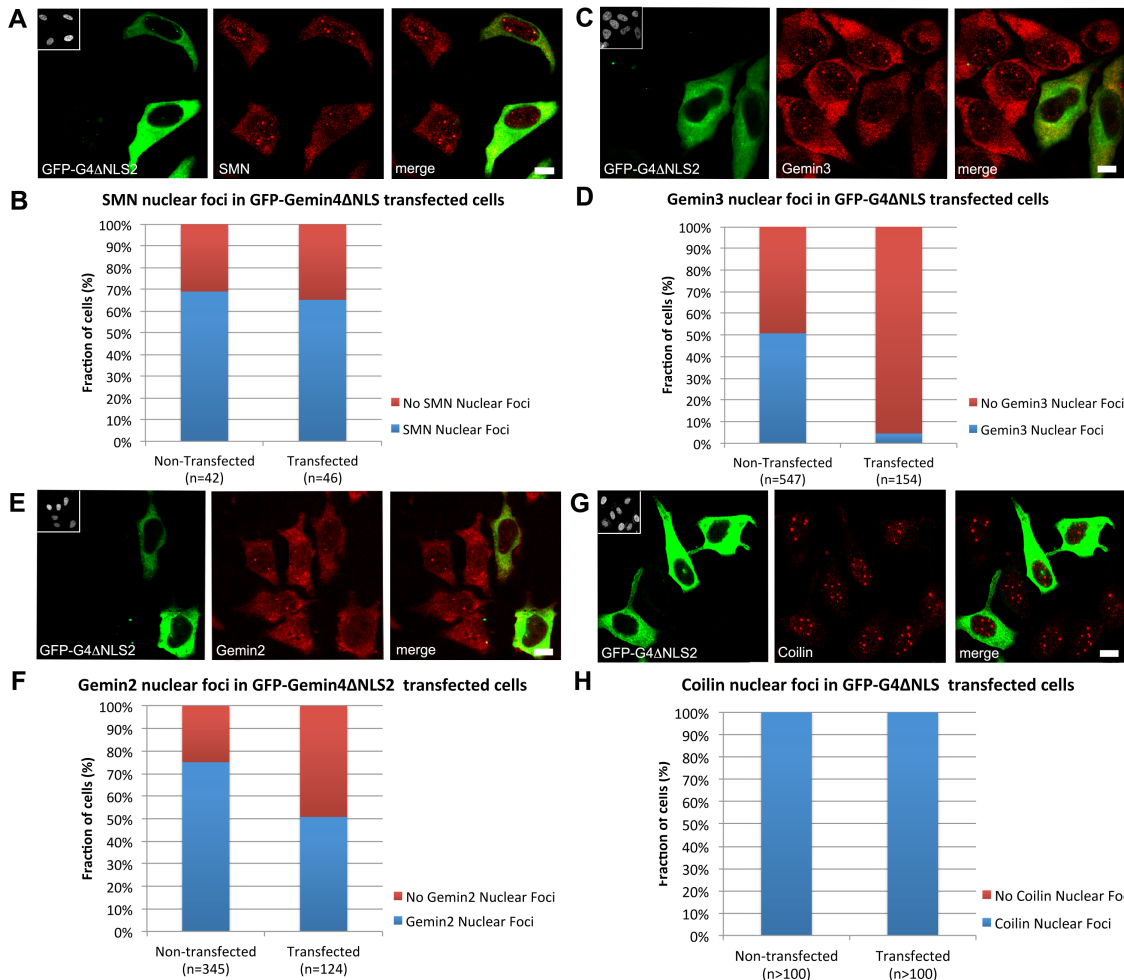 A
GFP-G4ΔNLS2
SMN
merge
C
GFP-G4ΔNLS2
Gemin3
merge
B
SMN nuclear foci in GFP-Gemin4ΔNLS transfected cells
Fraction of cells (%)
100%
90%
80%
70%
60%
50%
40%
30%
20%
10%
0%
No SMN Nuclear Foci
SMN Nuclear Foci
Non-Transfected
(n=42)
Transfected
(n=46)
D
Gemin3 nuclear foci in GFP-G4ΔNLS transfected cells
Fraction of cells (%)
100%
90%
80%
70%
60%
50%
40%
30%
20%
10%
0%
No Gemin3 Nuclear Foci
Gemin3 Nuclear Foci
Non-Transfected
(n=547)
Transfected
(n=154)
E
GFP-G4ΔNLS2
Gemin2
merge
G
GFP-G4ΔNLS2
Coilin
merge
F
Gemin2 nuclear foci in GFP-Gemin4ΔNLS2 transfected cells
Fraction of cells (%)
100%
90%
80%
70%
60%
50%
40%
30%
20%
10%
0%
No Gemin2 Nuclear Foci
Gemin2 Nuclear Foci
Non-transfected
(n=345)
Transfected
(n=124)
H
Coilin nuclear foci in GFP-G4ΔNLS transfected cells
Fraction of cells (%)
100%
90%
80%
70%
60%
50%
40%
30%
20%
10%
0%
No Coilin Nuclear Fo
Coilin Nuclear Foci
Non-transfected
(n>100)
Transfected
(n>100)